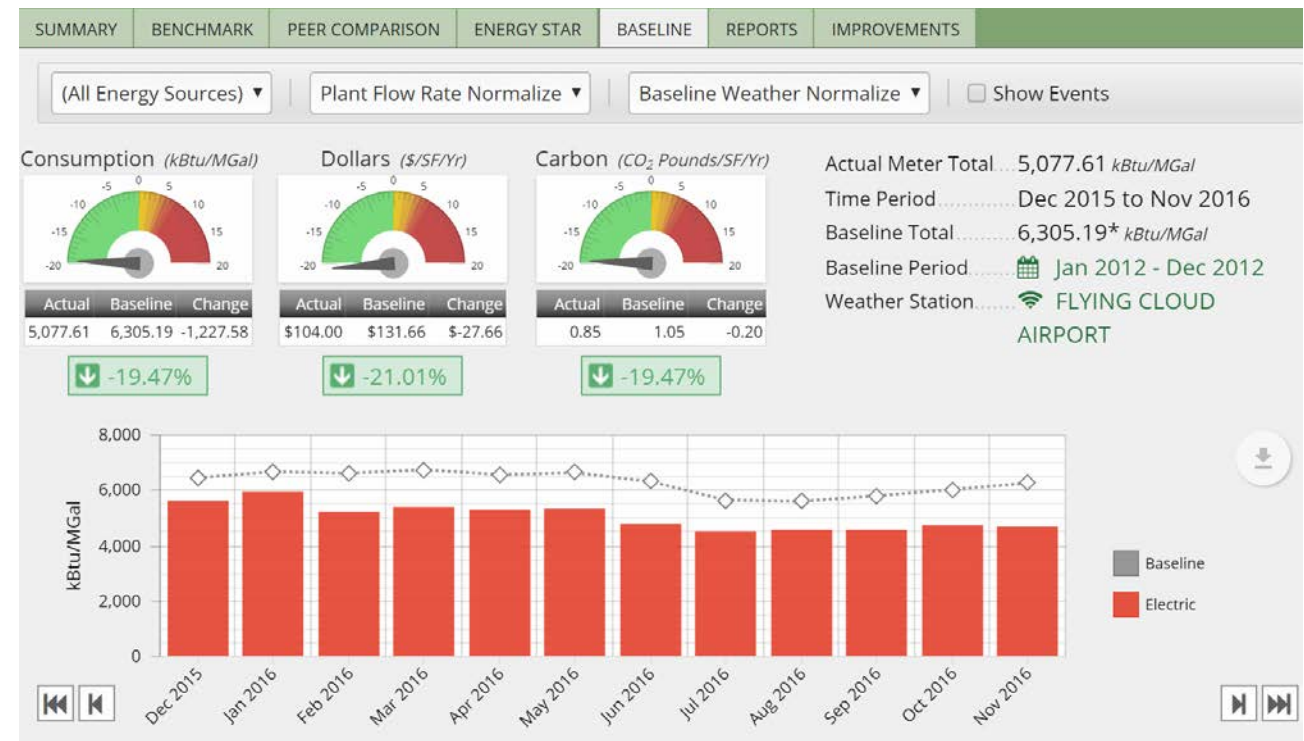 SUMMARY BENCHMARK PEER COMPARISON ENERGY STAR BASELINE REPORTS IMPROVEMENTS
(All Energy Sources) ▼ Plant Flow Rate Normalize ▼ Baseline Weather Normalize ▼ Show Events
Consumption (kBtu/MGal)
-20 -15 -10 -5 0 5 10 15 20
Actual Baseline Change
5,077.61 6,305.19 -1,227.58
-19.47%
Dollars ($/SF/Yr)
-20 -15 -10 -5 0 5 10 15 20
Actual Baseline Change
$104.00 $131.66 $-27.66
-21.01%
Carbon (CO₂ Pounds/SF/Yr)
-20 -15 -10 -5 0 5 10 15 20
Actual Baseline Change
0.85 1.05 -0.20
-19.47%
Actual Meter Total....5,077.61 kBtu/MGal
Time Period............Dec 2015 to Nov 2016
Baseline Total..........6,305.19* kBtu/MGal
Baseline Period....... Jan 2012 - Dec 2012
Weather Station...... FLYING CLOUD
AIRPORT
kBtu/MGal
8,000
6,000
4,000
2,000
0
Dec 2015 Jan 2016 Feb 2016 Mar 2016 Apr 2016 May 2016 Jun 2016 Jul 2016 Aug 2016 Sep 2016 Oct 2016 Nov 2016
Baseline
Electric